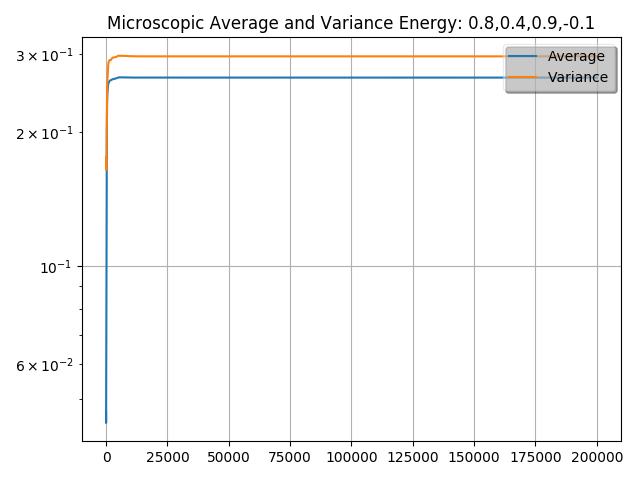 Microscopic Average and Variance Energy: 0.8,0.4,0.9,-0.1
3 × 10⁻¹
2 × 10⁻¹
10⁻¹
6 × 10⁻²
Average
Variance
0 25000 50000 75000 100000 125000 150000 175000 200000